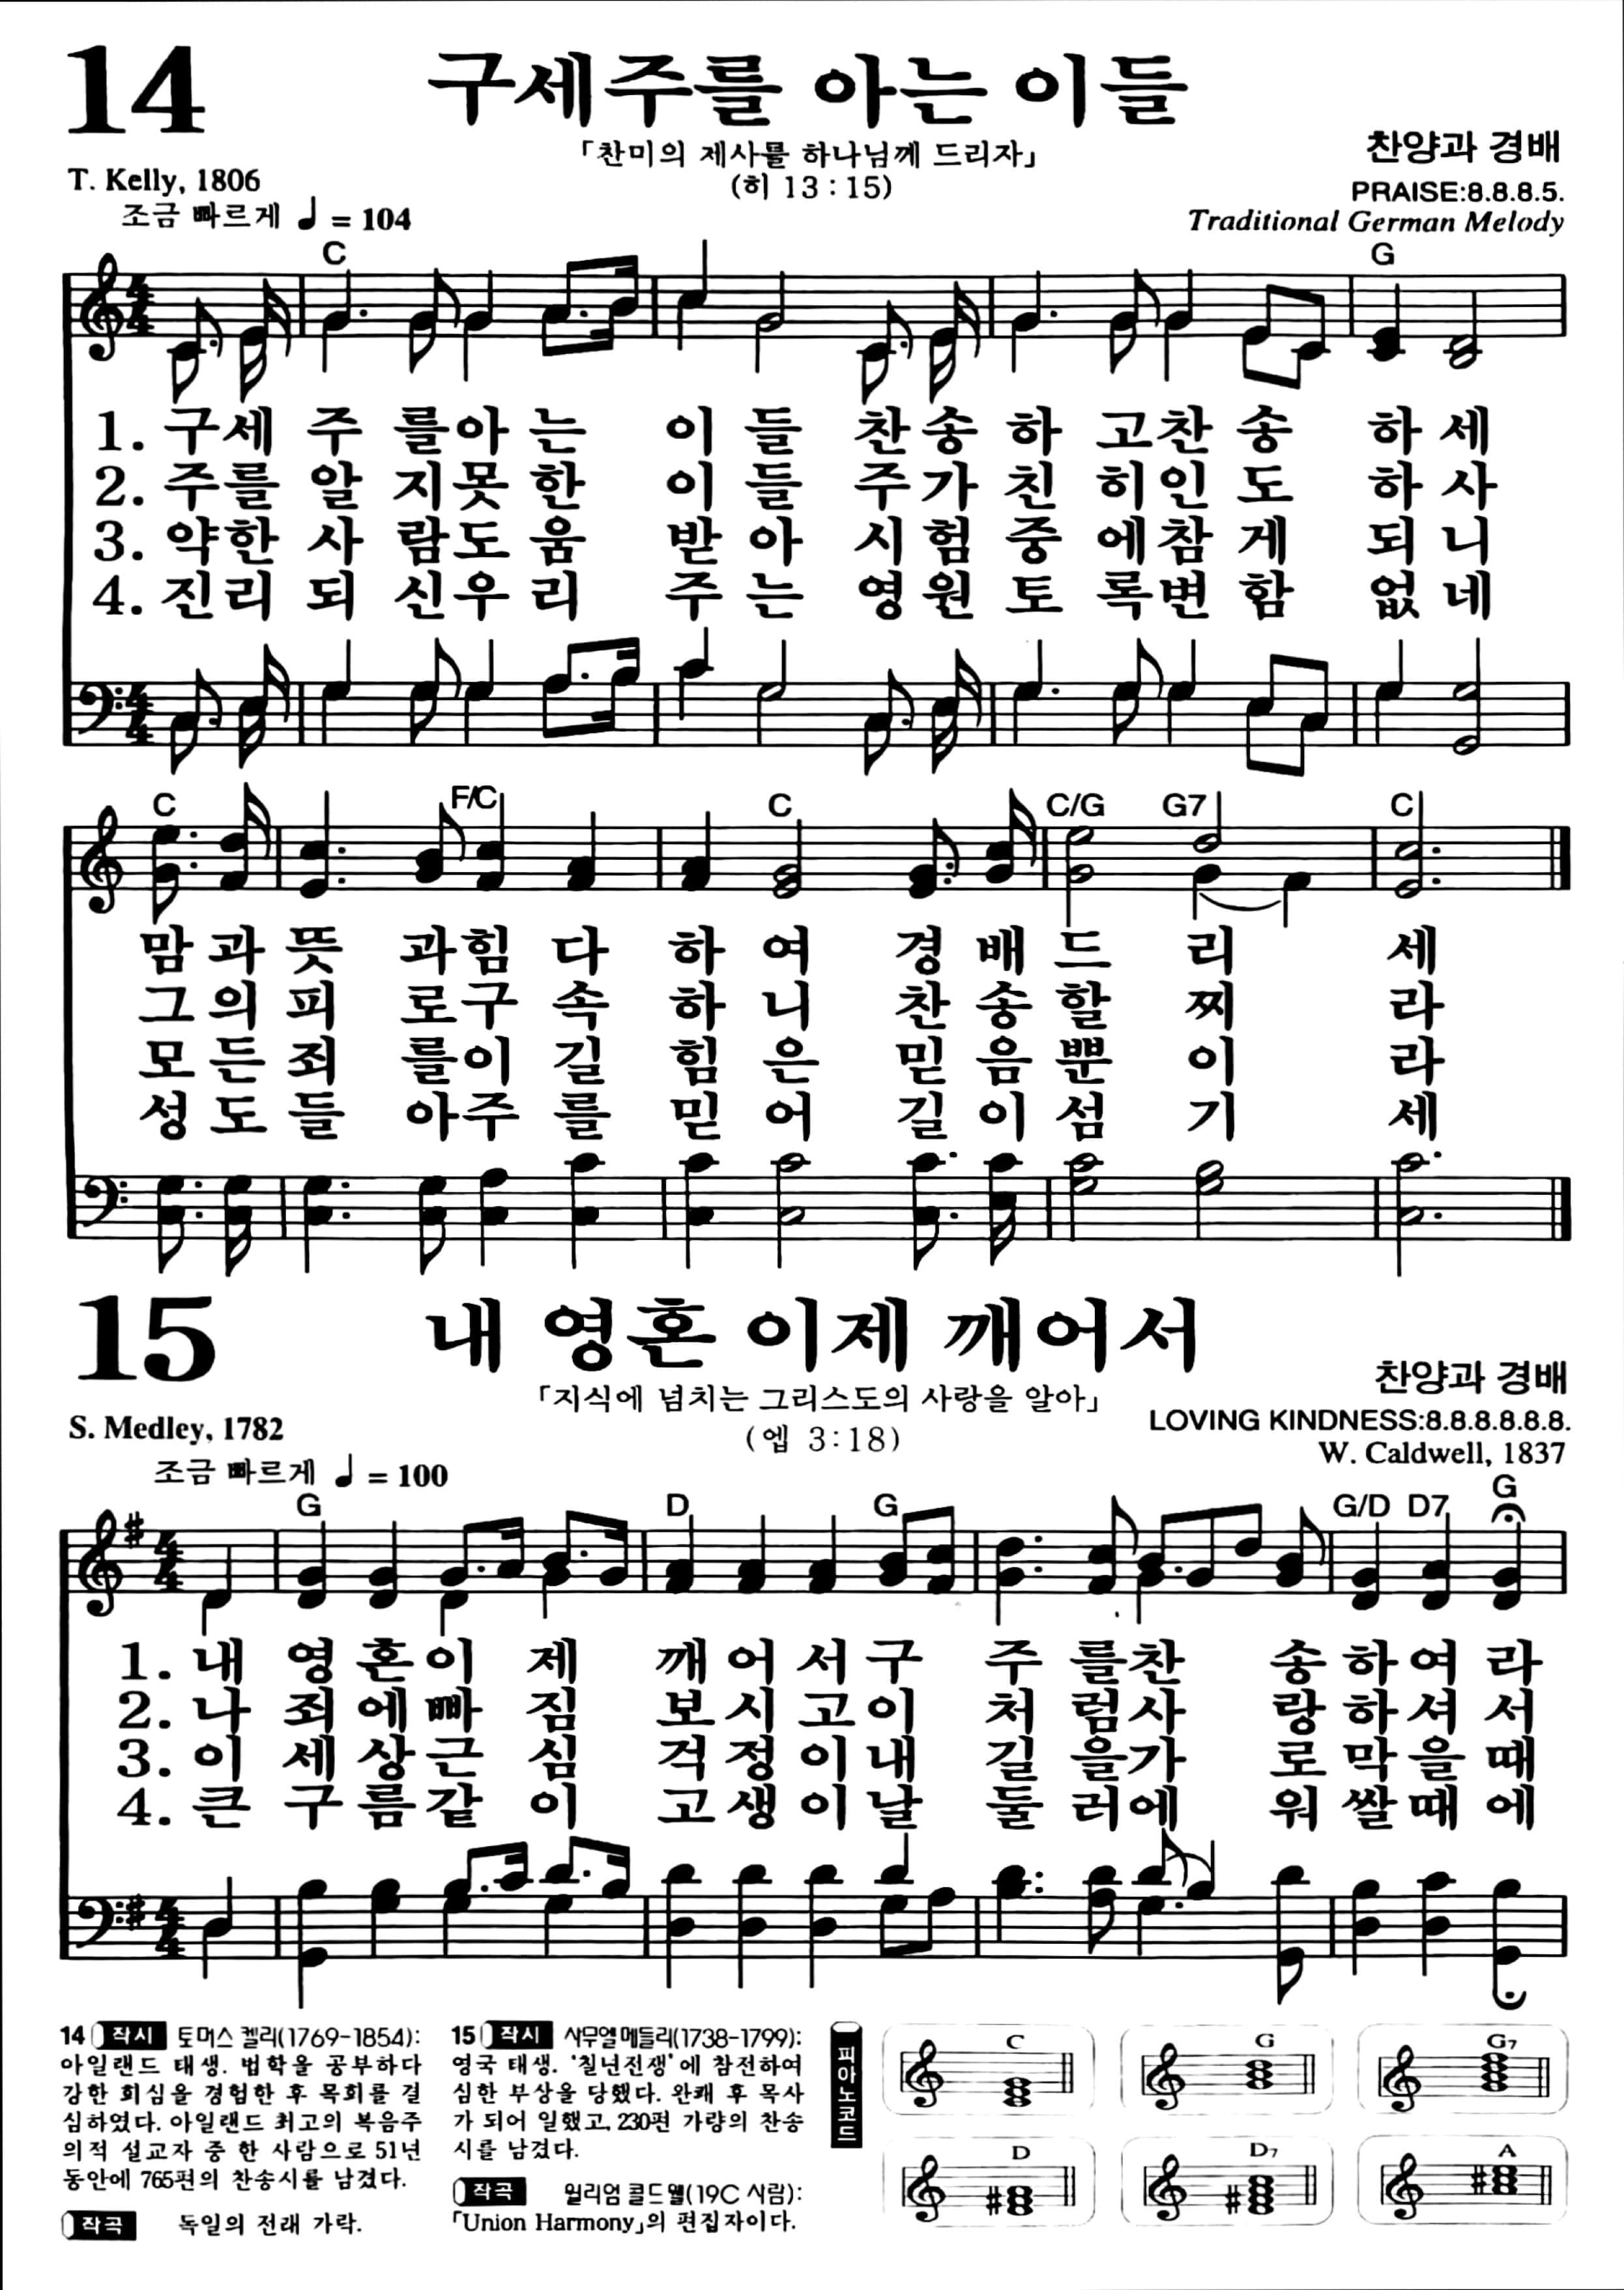 14
구세주를 아는 이들
「찬미의 제사를 하나님께 드리자」
(히 13 : 15)
찬양과 경배
T. Kelly, 1806
PRAISE:8.8.8.5.
조금 빠르게 ♩ = 104
Traditional German Melody
C G
4/4
1. 구세 주 를아 는 이 들 찬송 하 고찬 송 하 세
2. 주를 알 지못 한 이 들 주가 친 히인 도 하 사
3. 약한 사 람도 움 받 아 시험 중 에참 게 되 니
4. 진리 되 신우 리 주 는 영원 토 록변 함 없 네
4/4
C F/C C C/G G7 C
맘 과 뜻 과힘 다 하 여 경 배 드 리 세
그 의 피 로구 속 하 니 찬 송 할 찌 라
모 든 죄 를이 길 힘 은 믿 음 뿐 이 라
성 도 들 아주 를 믿 어 길 이 섬 기 세
15
내 영혼 이제 깨어서
「지식에 넘치는 그리스도의 사랑을 알아」
(엡 3:18)
찬양과 경배
LOVING KINDNESS:8.8.8.8.8.8.
S. Medley, 1782
W. Caldwell, 1837
조금 빠르게 ♩ = 100
G D G G/D D7 G
4/4
1. 내 영 혼 이 제 깨 어 서 구 주 를찬 송 하 여 라
2. 나 죄 에 빠 짐 보 시 고 이 처 럼사 랑 하 셔 서
3. 이 세 상 근 심 걱 정 이 내 길 을가 로 막 을 때
4. 큰 구 름 같 이 고 생 이 날 둘 러에 워 쌀 때 에
4/4
14 작시 토머스 켈리(1769-1854):
아일랜드 태생. 법학을 공부하다
강한 회심을 경험한 후 목회를 결
심하였다. 아일랜드 최고의 복음주
의적 설교자 중 한 사람으로 51년
동안에 765편의 찬송시를 남겼다.
작곡 독일의 전래 가락.
15 작시 사무엘 메들리(1738-1799):
영국 태생. '칠년전쟁'에 참전하여
심한 부상을 당했다. 완쾌 후 목사
가 되어 일했고, 230편 가량의 찬송
시를 남겼다.
작곡 윌리엄 콜드웰(19C 사람):
「Union Harmony」의 편집자이다.
피아노코드
C G G7
D D7 A